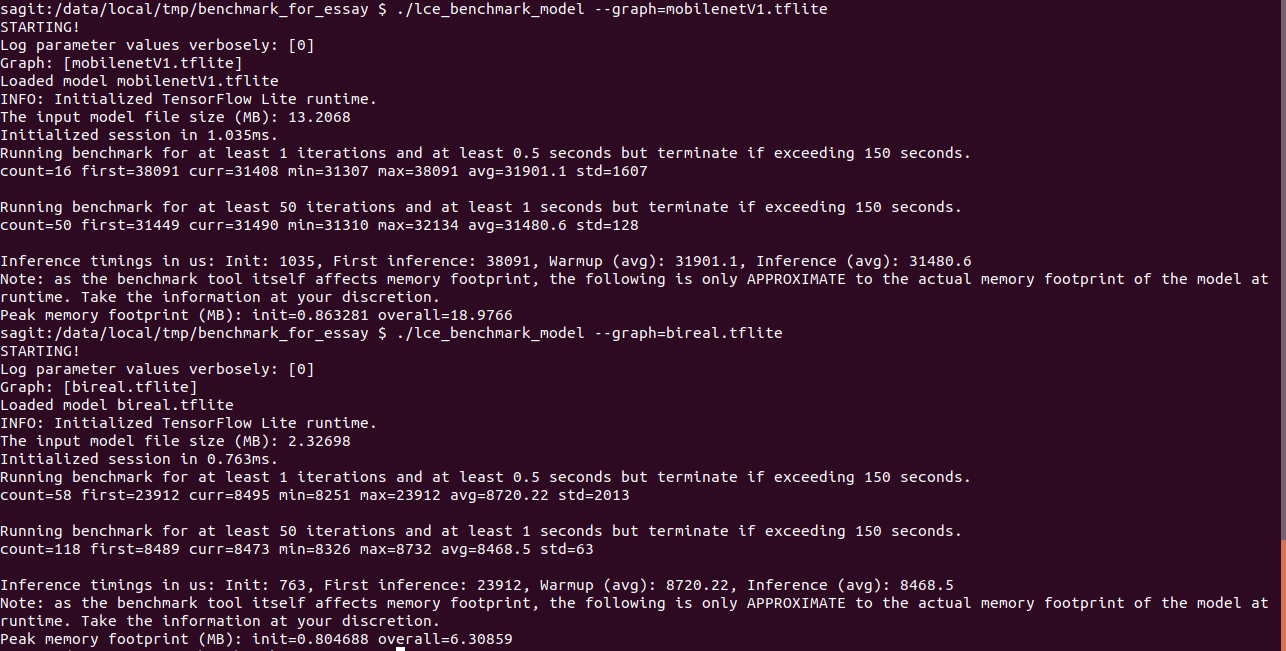 sagit:/data/local/tmp/benchmark_for_essay $ ./lce_benchmark_model --graph=mobilenetV1.tflite
STARTING!
Log parameter values verbosely: [0]
Graph: [mobilenetV1.tflite]
Loaded model mobilenetV1.tflite
INFO: Initialized TensorFlow Lite runtime.
The input model file size (MB): 13.2068
Initialized session in 1.035ms.
Running benchmark for at least 1 iterations and at least 0.5 seconds but terminate if exceeding 150 seconds.
count=16 first=38091 curr=31408 min=31307 max=38091 avg=31901.1 std=1607
Running benchmark for at least 50 iterations and at least 1 seconds but terminate if exceeding 150 seconds.
count=50 first=31449 curr=31490 min=31310 max=32134 avg=31480.6 std=128
Inference timings in us: Init: 1035, First inference: 38091, Warmup (avg): 31901.1, Inference (avg): 31480.6
Note: as the benchmark tool itself affects memory footprint, the following is only APPROXIMATE to the actual memory footprint of the model at
runtime. Take the information at your discretion.
Peak memory footprint (MB): init=0.863281 overall=18.9766
sagit:/data/local/tmp/benchmark_for_essay $ ./lce_benchmark_model --graph=bireal.tflite
STARTING!
Log parameter values verbosely: [0]
Graph: [bireal.tflite]
Loaded model bireal.tflite
INFO: Initialized TensorFlow Lite runtime.
The input model file size (MB): 2.32698
Initialized session in 0.763ms.
Running benchmark for at least 1 iterations and at least 0.5 seconds but terminate if exceeding 150 seconds.
count=58 first=23912 curr=8495 min=8251 max=23912 avg=8720.22 std=2013
Running benchmark for at least 50 iterations and at least 1 seconds but terminate if exceeding 150 seconds.
count=118 first=8489 curr=8473 min=8326 max=8732 avg=8468.5 std=63
Inference timings in us: Init: 763, First inference: 23912, Warmup (avg): 8720.22, Inference (avg): 8468.5
Note: as the benchmark tool itself affects memory footprint, the following is only APPROXIMATE to the actual memory footprint of the model at
runtime. Take the information at your discretion.
Peak memory footprint (MB): init=0.804688 overall=6.30859